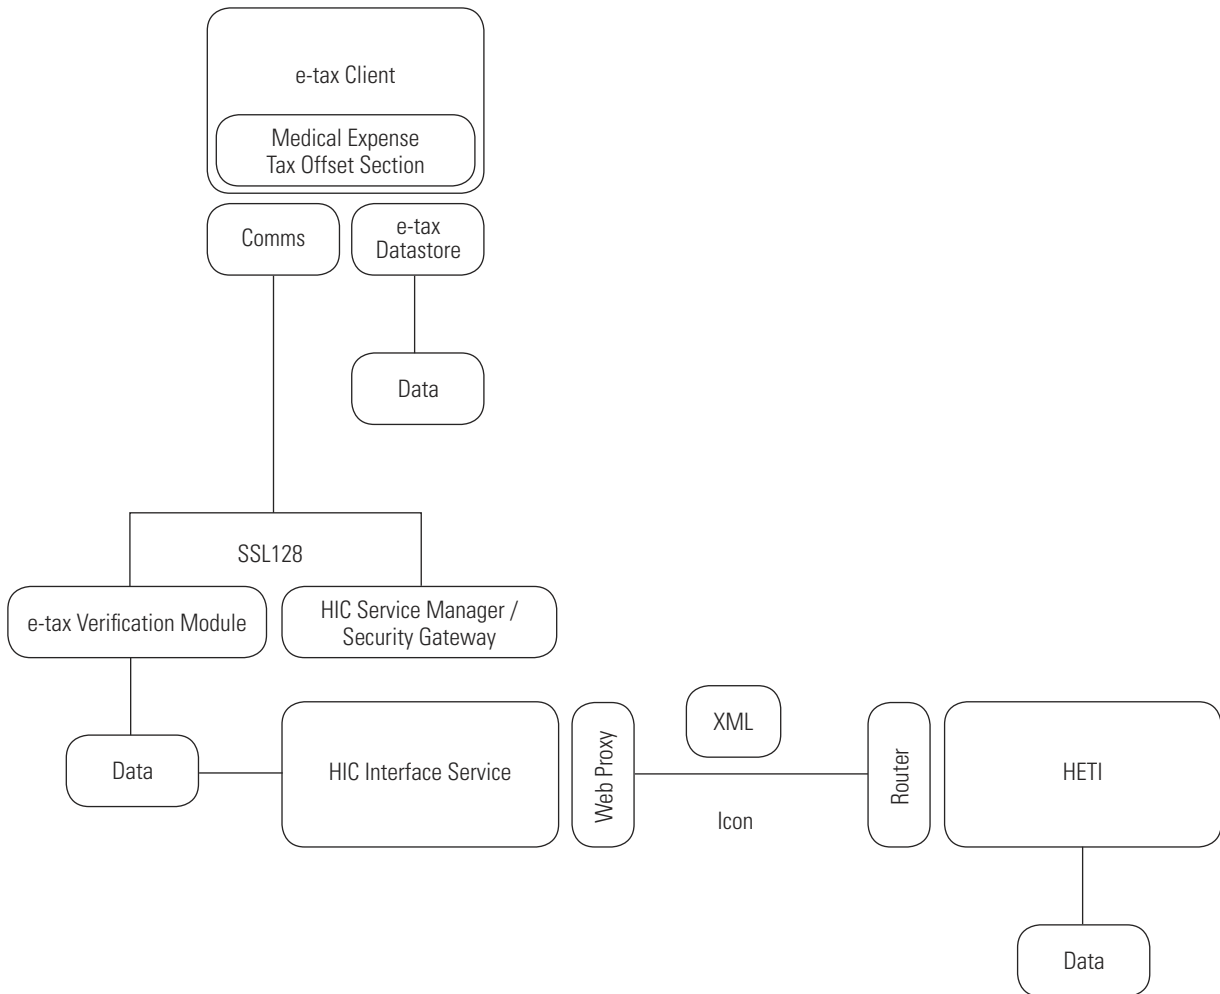 e-tax Client
Medical Expense
Tax Offset Section
Comms
e-tax
Datastore
Data
SSL128
e-tax Verification Module
HIC Service Manager /
Security Gateway
Data
HIC Interface Service
Web Proxy
XML
Icon
Router
HETI
Data